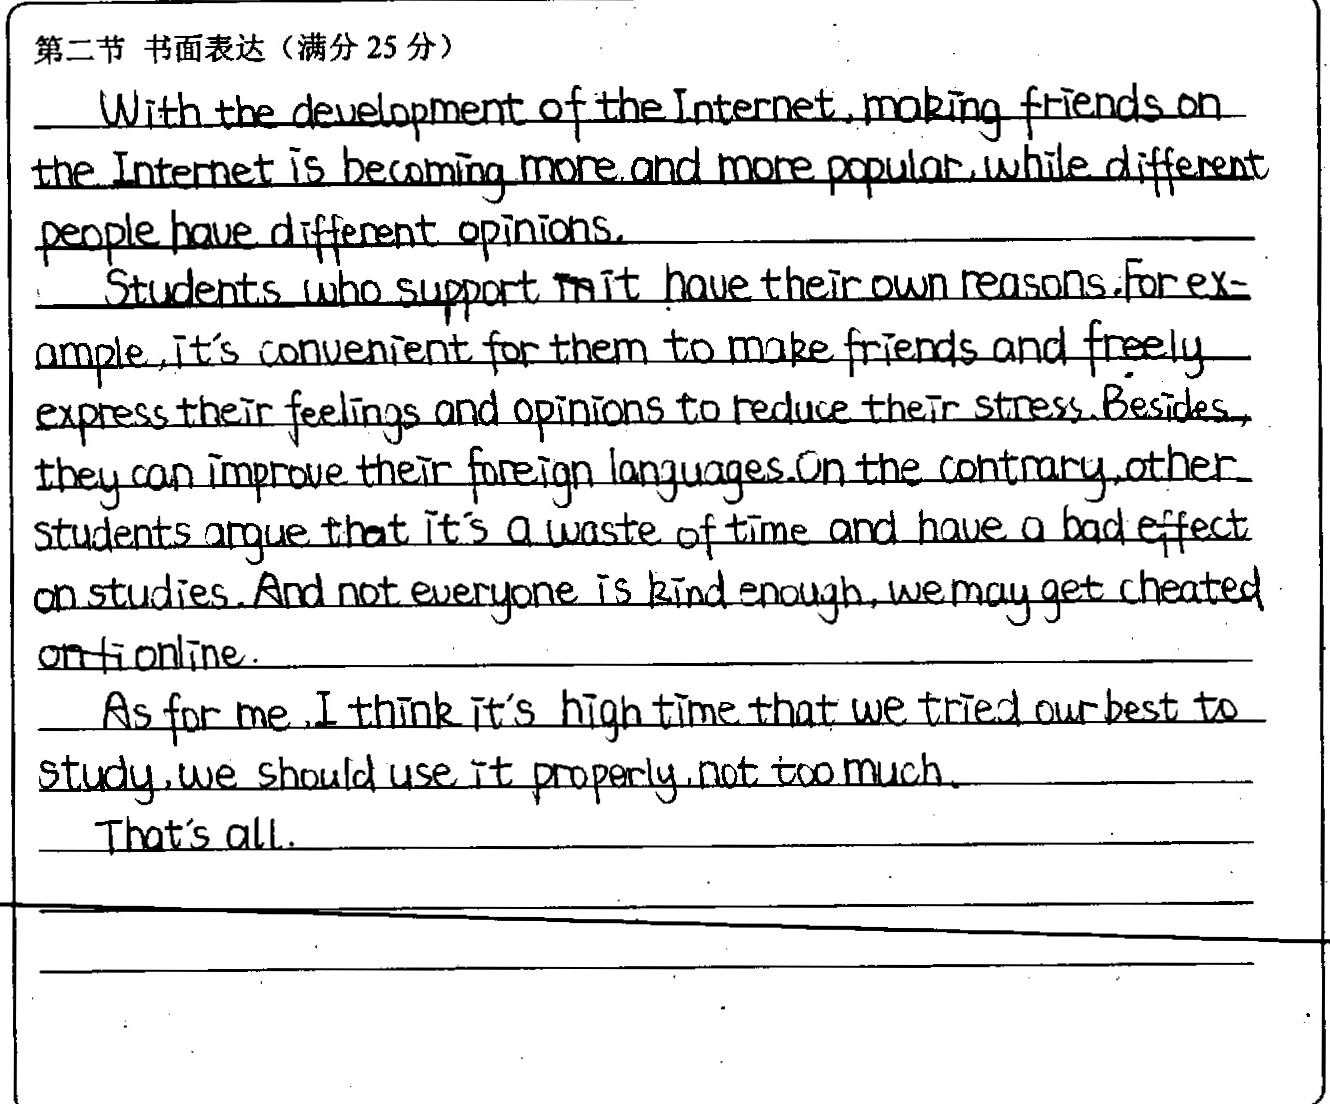 第二节 书面表达（满分 25 分）
With the development of the Internet, making friends on
the Internet is becoming more and more popular, while different
people have different opinions.
Students who support it have their own reasons. For ex-
ample, it's convenient for them to make friends and freely
express their feelings and opinions to reduce their stress. Besides,
they can improve their foreign languages. On the contrary, other
students argue that it's a waste of time and have a bad effect
on studies. And not everyone is kind enough, we may get cheated
online.
As for me, I think it's high time that we tried our best to
study, we should use it properly, not too much.
That's all.